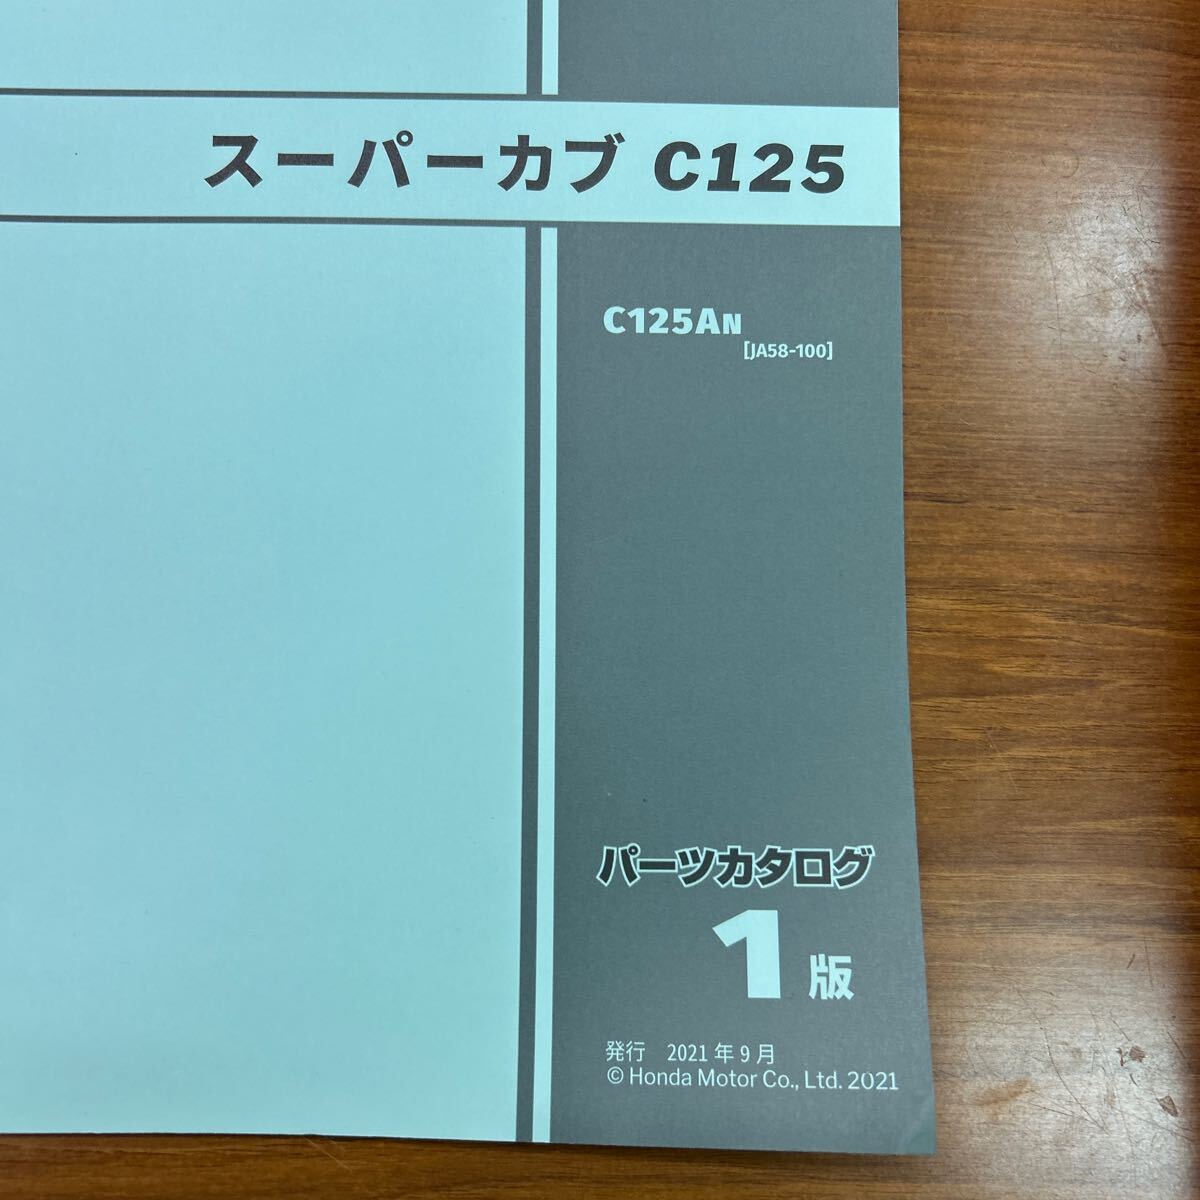 スーパーカブ C125
C125AN
[JA58-100]
パーツカタログ
1版
発行 2021年9月
© Honda Motor Co., Ltd. 2021